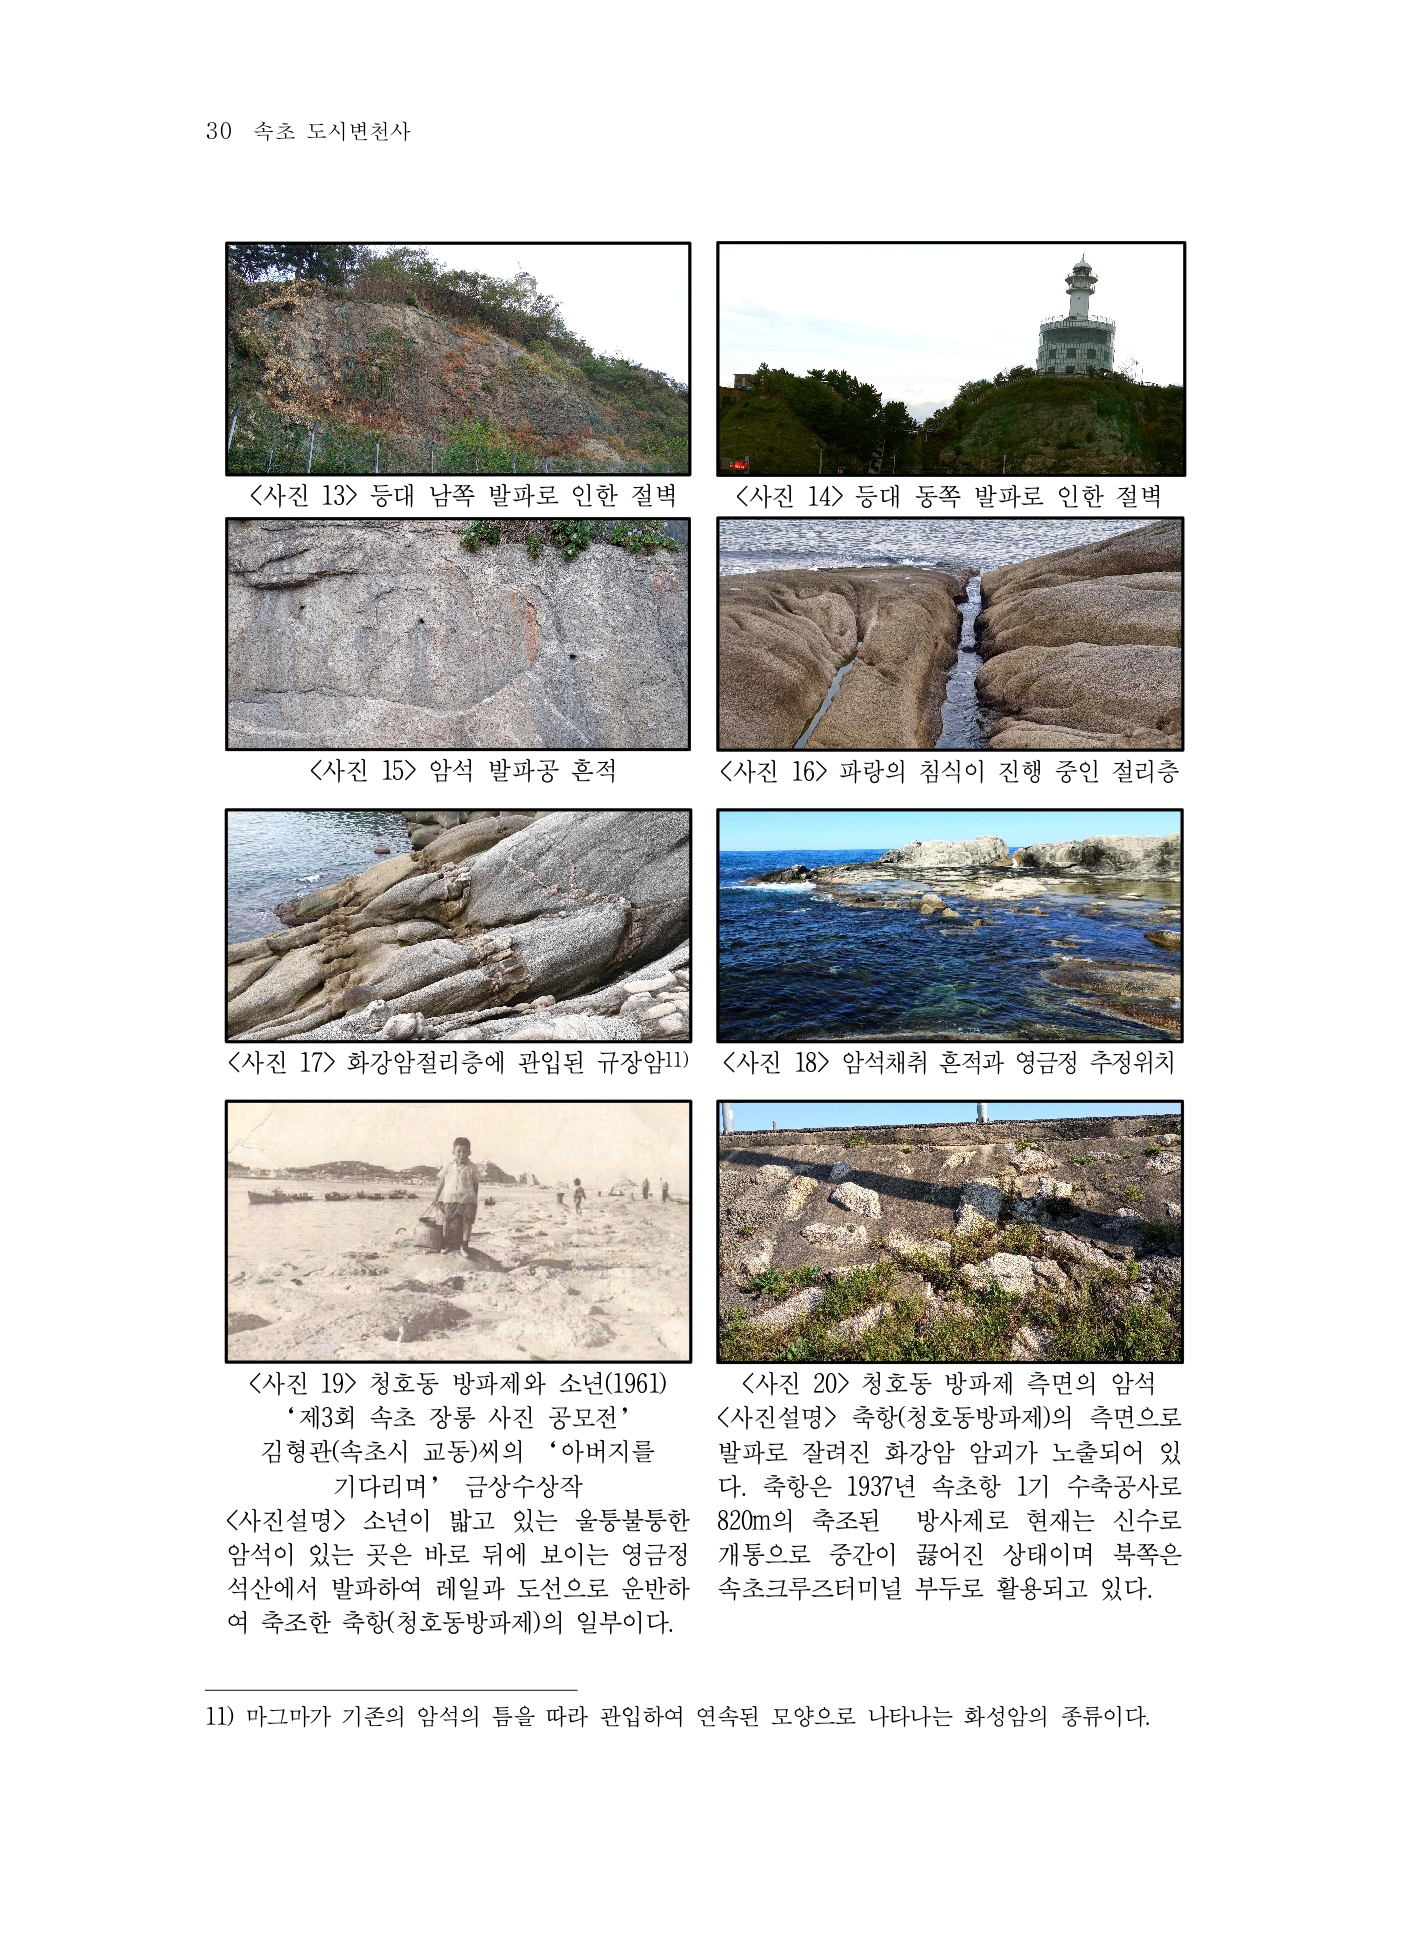 30 속초 도시변천사
<사진 13> 등대 남쪽 발파로 인한 절벽
<사진 14> 등대 동쪽 발파로 인한 절벽
<사진 15> 암석 발파공 흔적
<사진 16> 파랑의 침식이 진행 중인 절리층
<사진 17> 화강암절리층에 관입된 규장암11)
<사진 18> 암석채취 흔적과 영금정 추정위치
<사진 19> 청호동 방파제와 소년(1961)
‘제3회 속초 장롱 사진 공모전’
김형관(속초시 교동)씨의 ‘아버지를
기다리며’ 금상수상작
<사진설명> 소년이 밟고 있는 울퉁불퉁한
암석이 있는 곳은 바로 뒤에 보이는 영금정
석산에서 발파하여 레일과 도선으로 운반하
여 축조한 축항(청호동방파제)의 일부이다.
<사진 20> 청호동 방파제 측면의 암석
<사진설명> 축항(청호동방파제)의 측면으로
발파로 잘려진 화강암 암괴가 노출되어 있
다. 축항은 1937년 속초항 1기 수축공사로
820m의 축조된 방사제로 현재는 신수로
개통으로 중간이 끊어진 상태이며 북쪽은
속초크루즈터미널 부두로 활용되고 있다.
11) 마그마가 기존의 암석의 틈을 따라 관입하여 연속된 모양으로 나타나는 화성암의 종류이다.